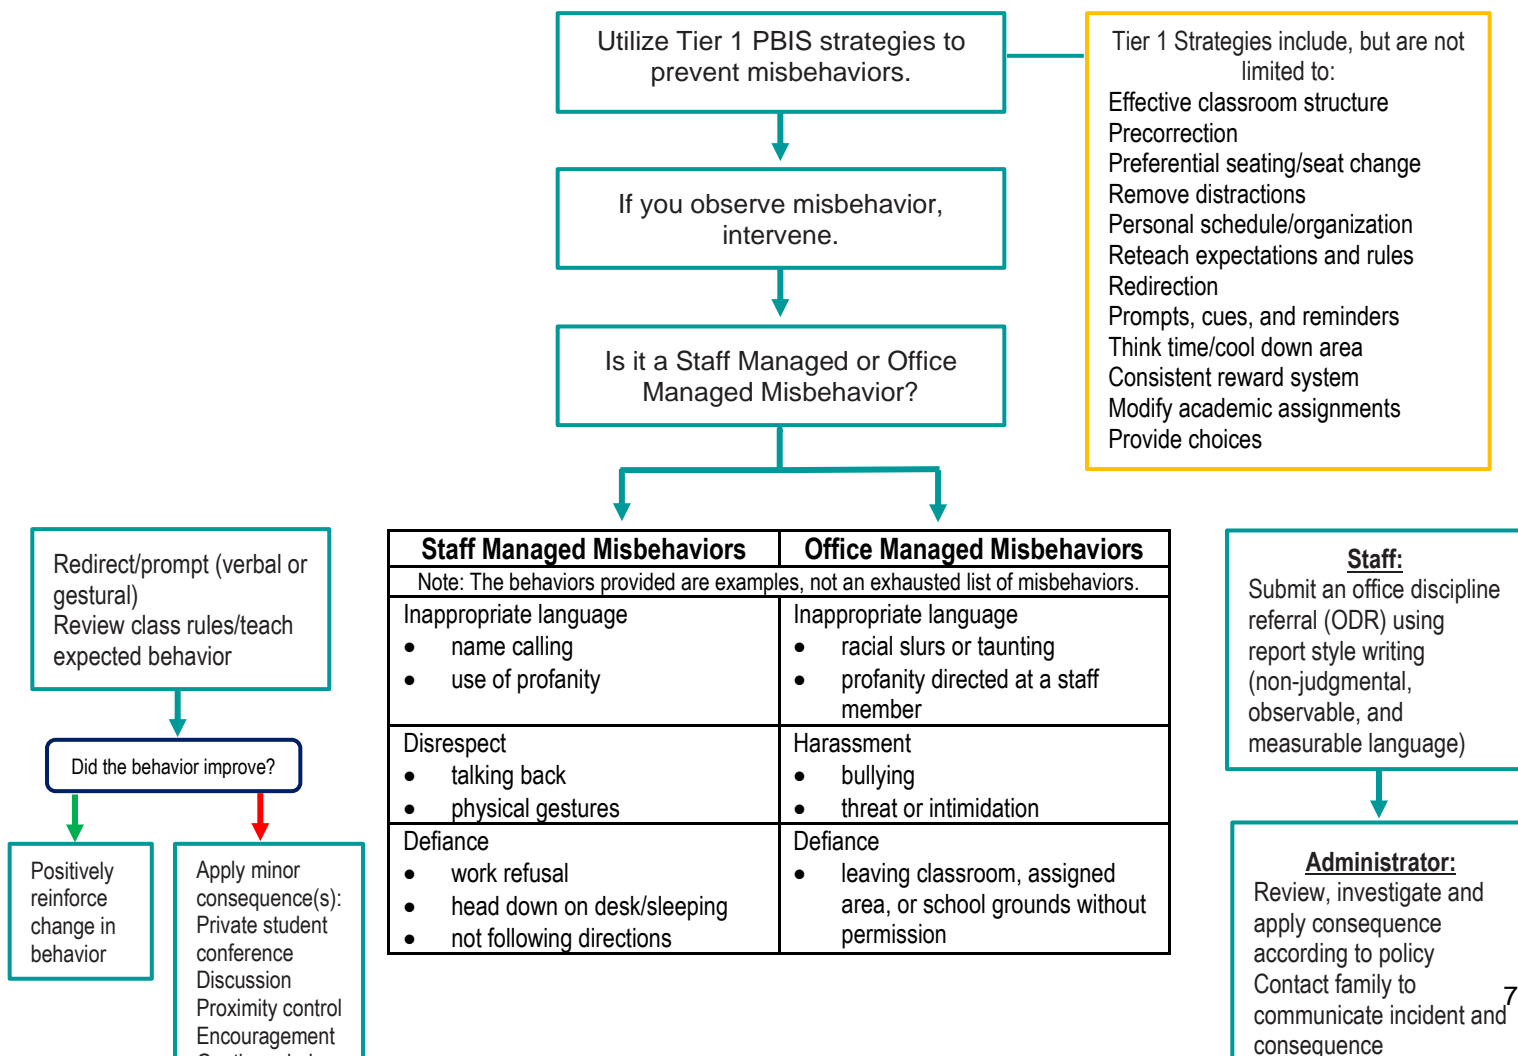 Utilize Tier 1 PBIS strategies to
prevent misbehaviors.
Tier 1 Strategies include, but are not
limited to:
Effective classroom structure
Precorrection
Preferential seating/seat change
Remove distractions
Personal schedule/organization
Reteach expectations and rules
Redirection
Prompts, cues, and reminders
Think time/cool down area
Consistent reward system
Modify academic assignments
Provide choices
If you observe misbehavior,
intervene.
Is it a Staff Managed or Office
Managed Misbehavior?
Redirect/prompt (verbal or
gestural)
Review class rules/teach
expected behavior
Did the behavior improve?
Positively
reinforce
change in
behavior
Apply minor
consequence(s):
Private student
conference
Discussion
Proximity control
Encouragement
Staff Managed Misbehaviors
Office Managed Misbehaviors
Note: The behaviors provided are examples, not an exhausted list of misbehaviors.
Inappropriate language
• name calling
• use of profanity
Inappropriate language
• racial slurs or taunting
• profanity directed at a staff
member
Disrespect
• talking back
• physical gestures
Harassment
• bullying
• threat or intimidation
Defiance
• work refusal
• head down on desk/sleeping
• not following directions
Defiance
• leaving classroom, assigned
area, or school grounds without
permission
Staff:
Submit an office discipline
referral (ODR) using
report style writing
(non-judgmental,
observable, and
measurable language)
Administrator:
Review, investigate and
apply consequence
according to policy
Contact family to
communicate incident and
consequence
7